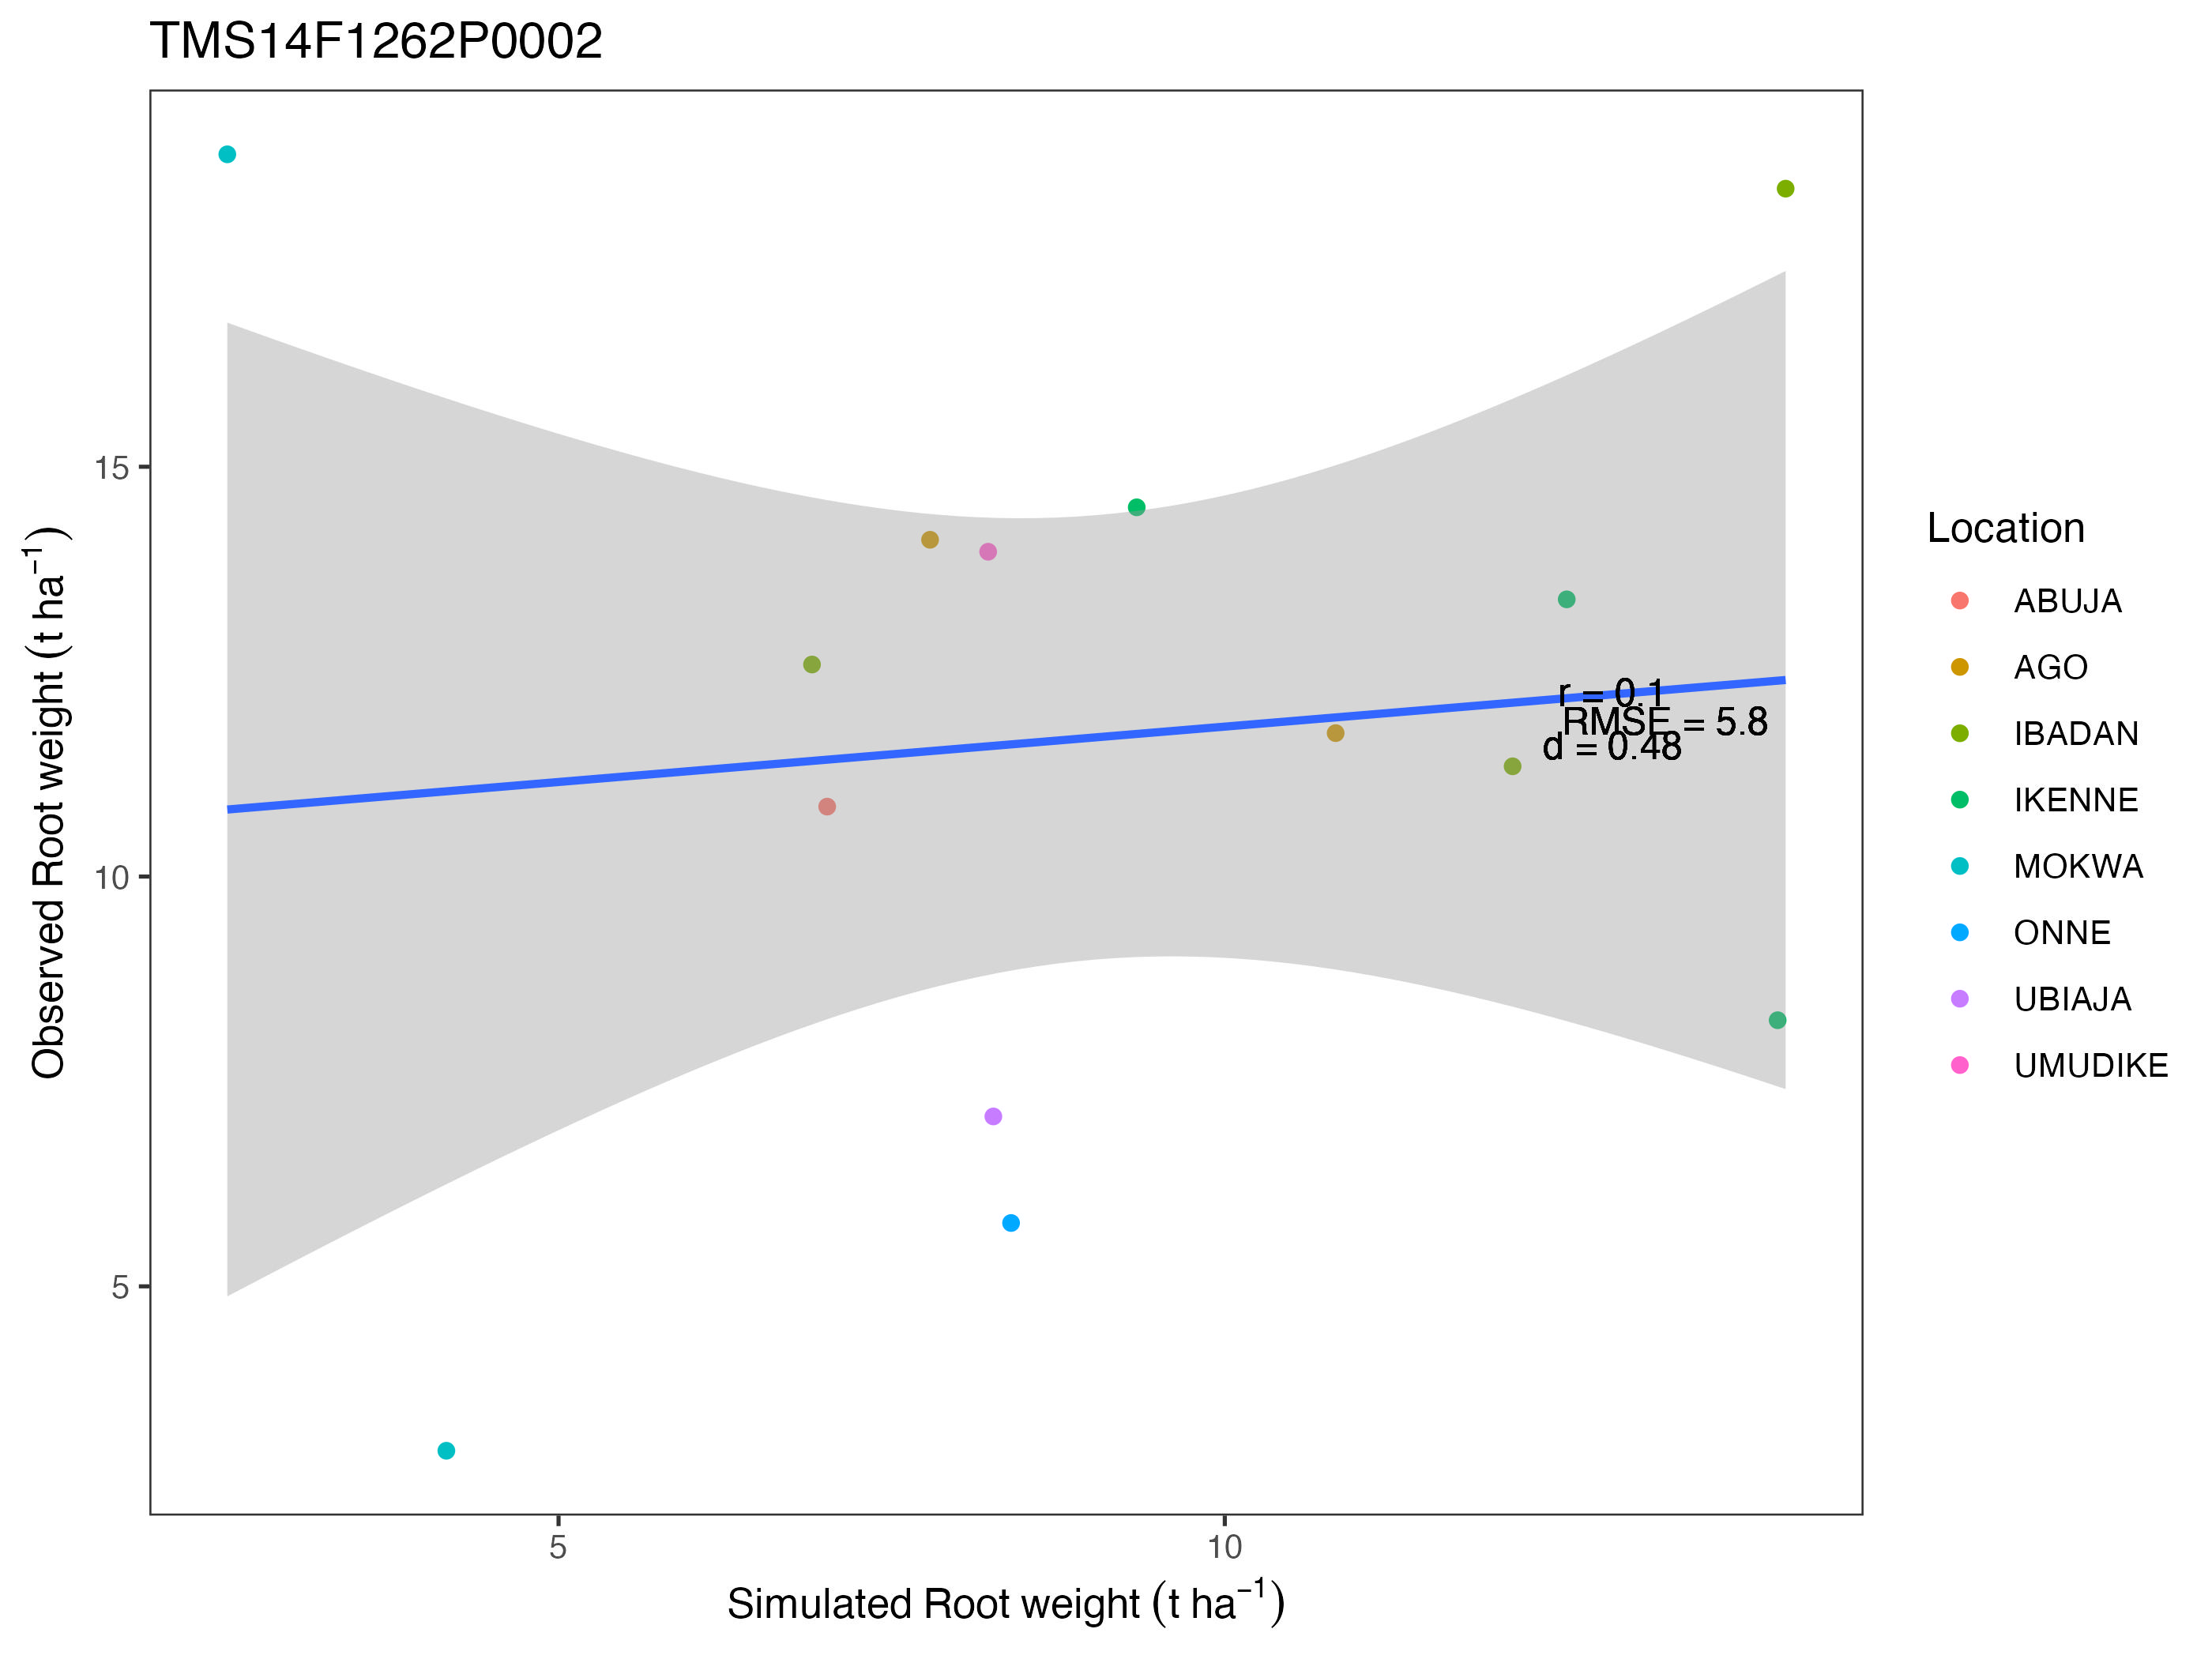 TMS14F1262P0002
Observed Root weight (t ha⁻¹)
15
10
5
r = 0.1
RMSE = 5.8
d = 0.48
5
10
Simulated Root weight (t ha⁻¹)
Location
ABUJA
AGO
IBADAN
IKENNE
MOKWA
ONNE
UBIAJA
UMUDIKE